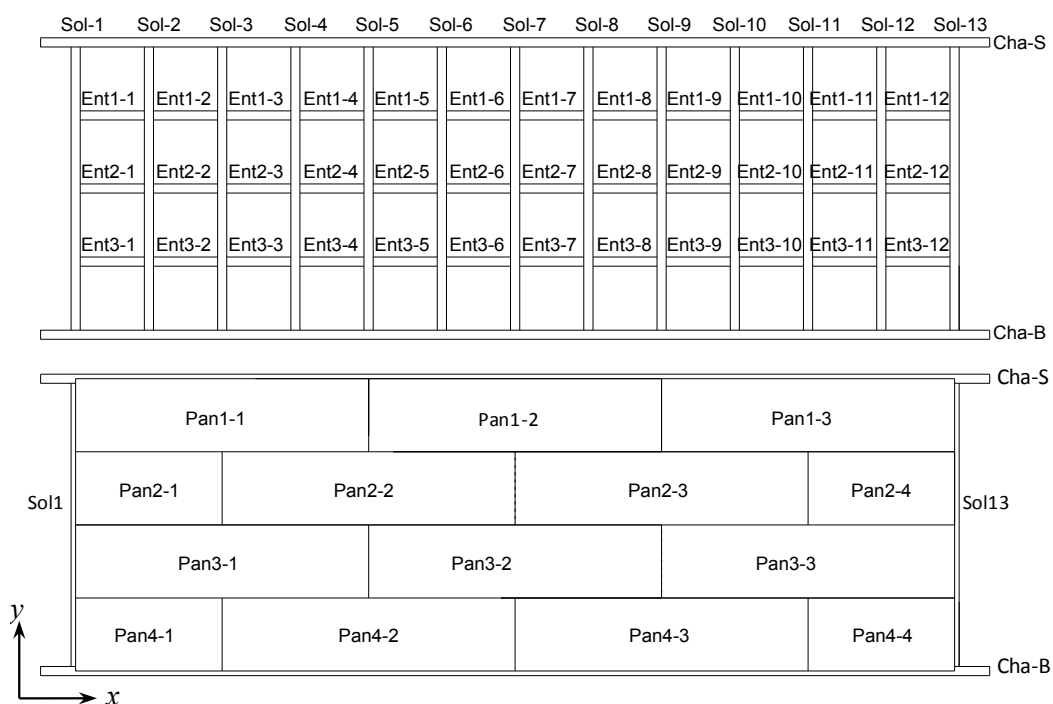 Sol-1 Sol-2 Sol-3 Sol-4 Sol-5 Sol-6 Sol-7 Sol-8 Sol-9 Sol-10 Sol-11 Sol-12 Sol-13
Cha-S
Ent1-1 Ent1-2 Ent1-3 Ent1-4 Ent1-5 Ent1-6 Ent1-7 Ent1-8 Ent1-9 Ent1-10 Ent1-11 Ent1-12
Ent2-1 Ent2-2 Ent2-3 Ent2-4 Ent2-5 Ent2-6 Ent2-7 Ent2-8 Ent2-9 Ent2-10 Ent2-11 Ent2-12
Ent3-1 Ent3-2 Ent3-3 Ent3-4 Ent3-5 Ent3-6 Ent3-7 Ent3-8 Ent3-9 Ent3-10 Ent3-11 Ent3-12
Cha-B
Cha-S
Pan1-1 Pan1-2 Pan1-3
Pan2-1 Pan2-2 Pan2-3 Pan2-4
Sol1 Sol13
Pan3-1 Pan3-2 Pan3-3
y
Pan4-1 Pan4-2 Pan4-3 Pan4-4
Cha-B
x